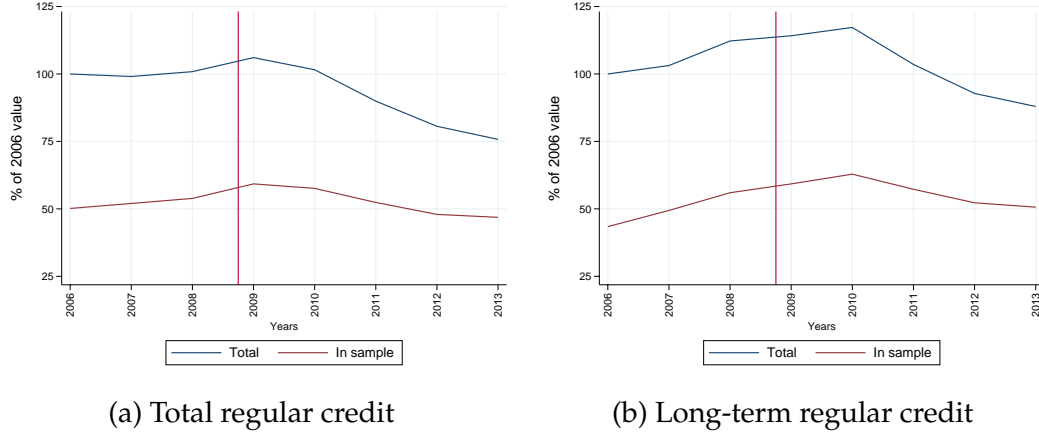 125
100
75
50
25
% of 2006 value
2006
2007
2008
2009
2010
2011
2012
2013
Years
Total
In sample
(a) Total regular credit
125
100
75
50
25
% of 2006 value
2006
2007
2008
2009
2010
2011
2012
2013
Years
Total
In sample
(b) Long-term regular credit